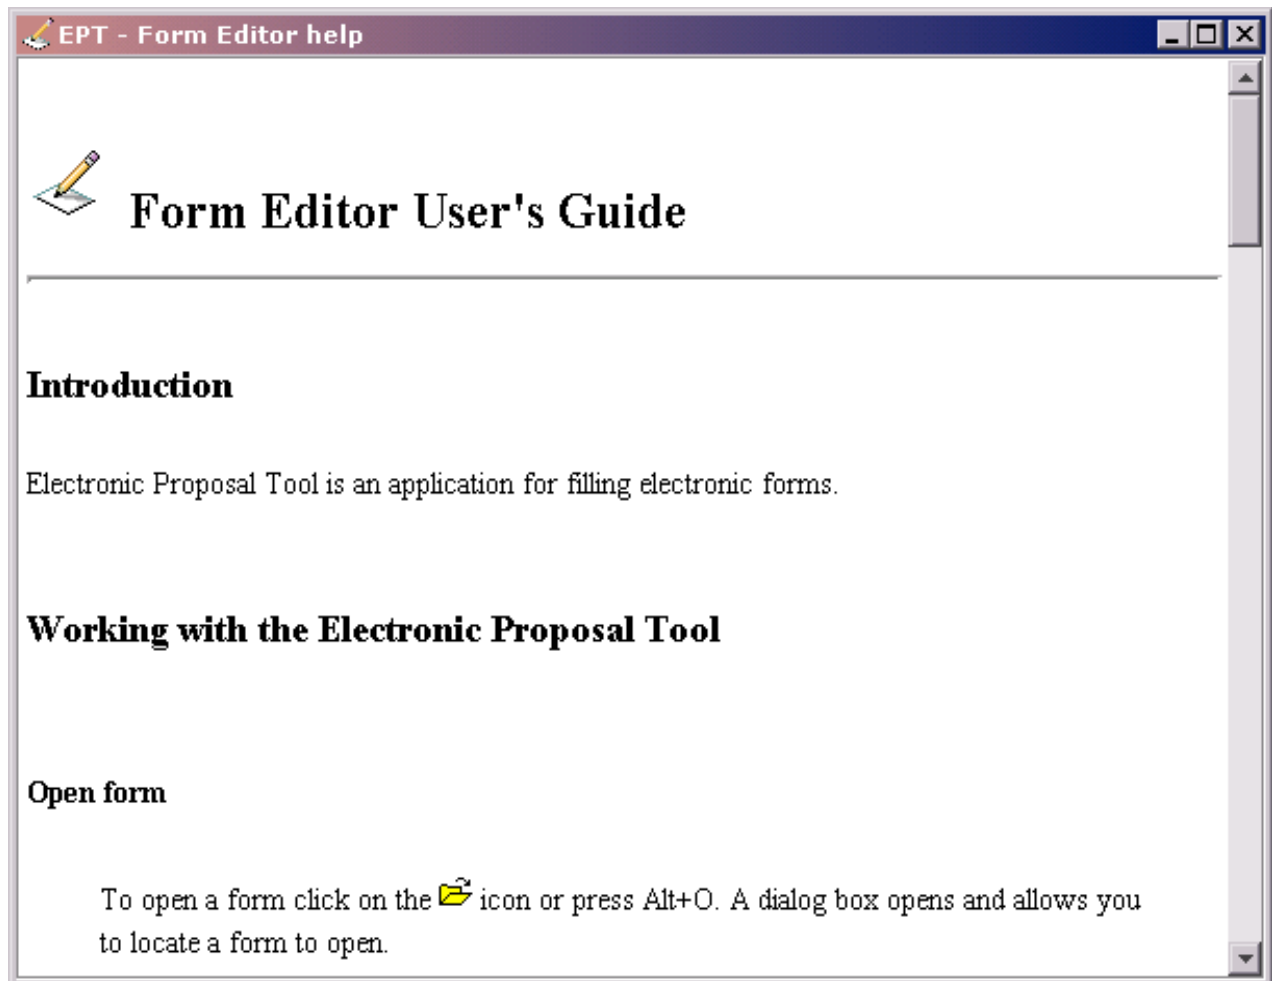 EPT - Form Editor help
Form Editor User's Guide
Introduction
Electronic Proposal Tool is an application for filling electronic forms.
Working with the Electronic Proposal Tool
Open form
To open a form click on the icon or press Alt+O. A dialog box opens and allows you
to locate a form to open.